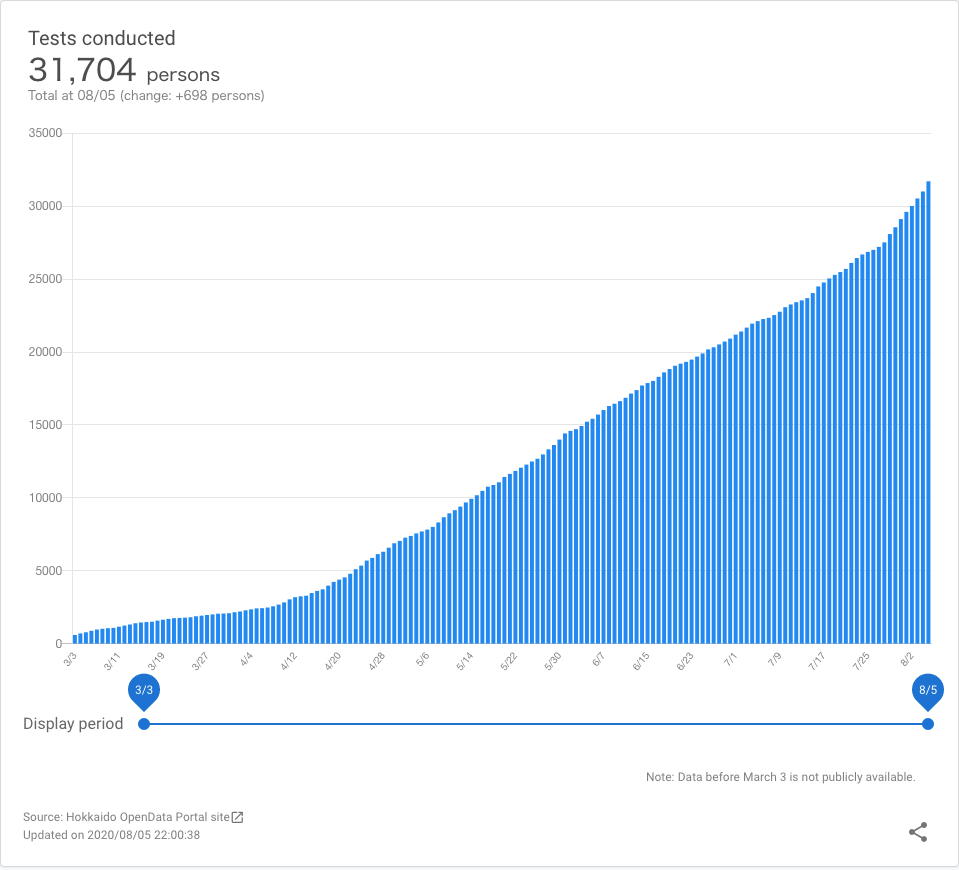 Tests conducted
31,704 persons
Total at 08/05 (change: +698 persons)
35000
30000
25000
20000
15000
10000
5000
0
3/3 3/11 3/19 3/27 4/4 4/12 4/20 4/28 5/6 5/14 5/22 5/30 6/7 6/15 6/23 7/1 7/9 7/17 7/25 8/2
3/3 8/5
Display period
Note: Data before March 3 is not publicly available.
Source: Hokkaido OpenData Portal site
Updated on 2020/08/05 22:00:38